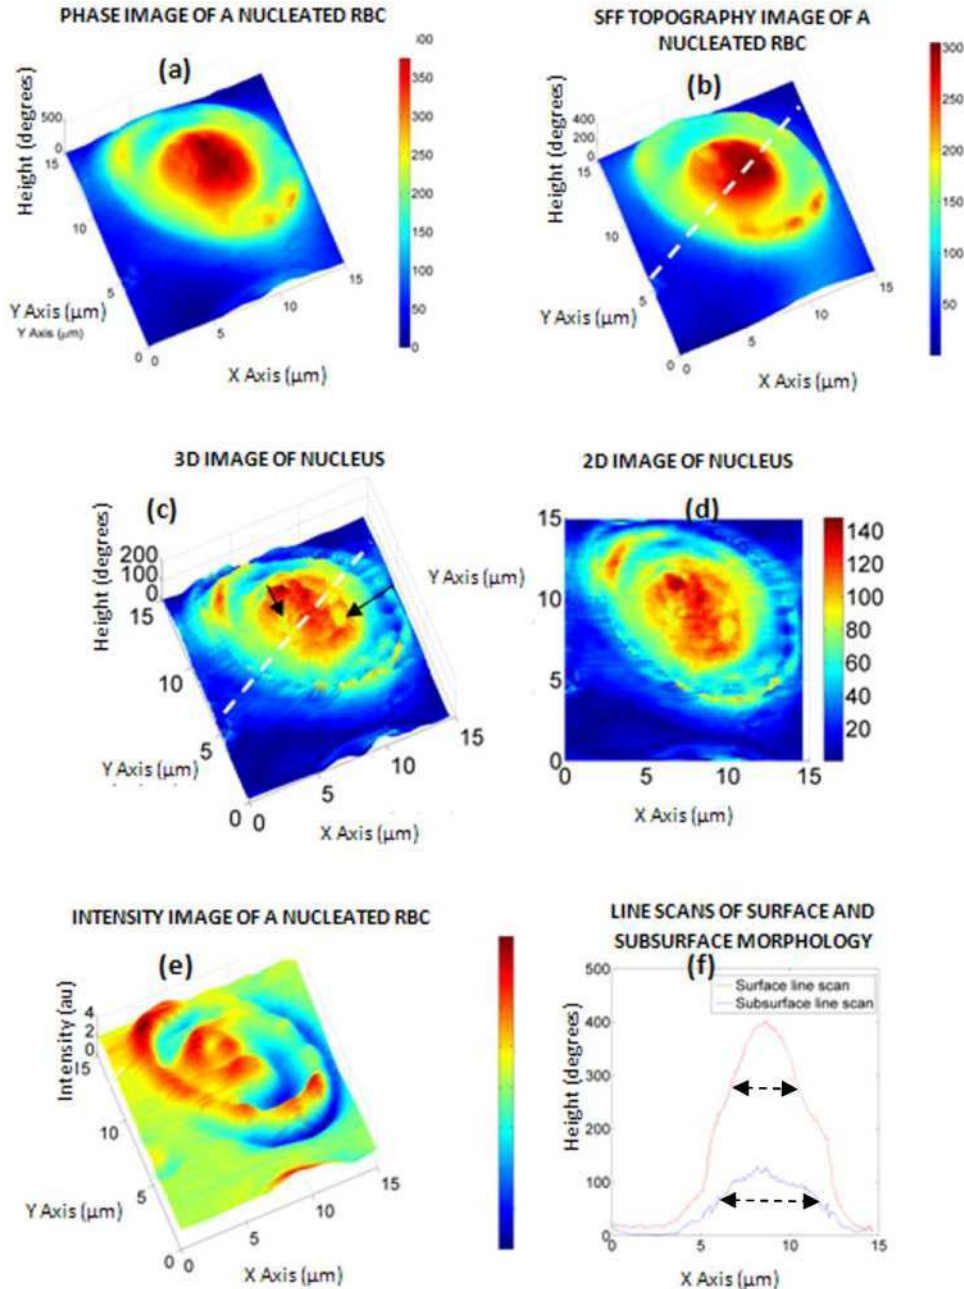 PHASE IMAGE OF A NUCLEATED RBC
SFF TOPOGRAPHY IMAGE OF A
NUCLEATED RBC
(a)
Height (degrees)
500
0
15
10
5
0
Y Axis (μm)
Y Axis (μm)
0
5
10
15
X Axis (μm)
00
350
300
250
200
150
100
50
0
(b)
Height (degrees)
400
200
0
15
10
5
0
Y Axis (μm)
0
5
10
15
X Axis (μm)
300
250
200
150
100
50
3D IMAGE OF NUCLEUS
2D IMAGE OF NUCLEUS
(c)
Height (degrees)
200
100
0
15
10
5
0
Y Axis (μm)
0
5
10
15
X Axis (μm)
(d)
Y Axis (μm)
15
10
5
0
0
5
10
15
X Axis (μm)
140
120
100
80
60
40
20
INTENSITY IMAGE OF A NUCLEATED RBC
LINE SCANS OF SURFACE AND
SUBSURFACE MORPHOLOGY
(e)
Intensity (au)
4
2
0
15
10
5
0
Y Axis (μm)
0
5
10
15
X Axis (μm)
(f)
Surface line scan
Subsurface line scan
Height (degrees)
500
400
300
200
100
0
0
5
10
15
X Axis (μm)